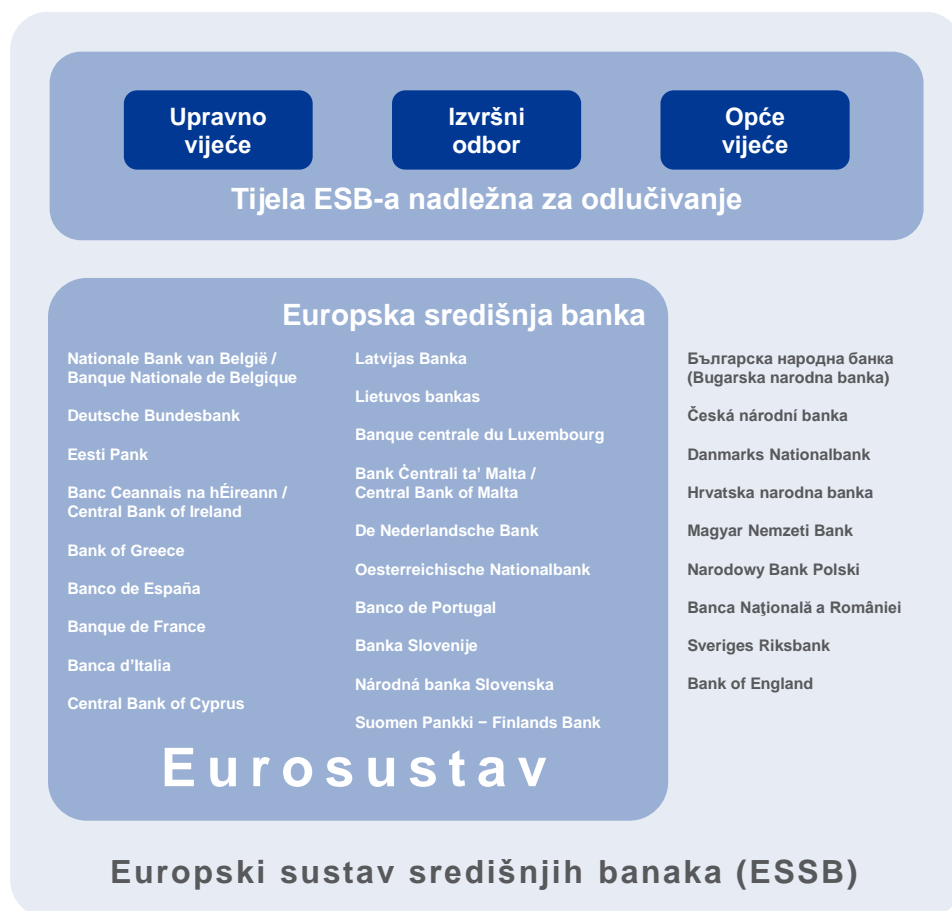 Upravno
vijeće
Izvršni
odbor
Opće
vijeće
Tijela ESB-a nadležna za odlučivanje
Europska središnja banka
Nationale Bank van België /
Banque Nationale de Belgique
Deutsche Bundesbank
Eesti Pank
Banc Ceannais na hÉireann /
Central Bank of Ireland
Bank of Greece
Banco de España
Banque de France
Banca d’Italia
Central Bank of Cyprus
Latvijas Banka
Lietuvos bankas
Banque centrale du Luxembourg
Bank Ċentrali ta’ Malta /
Central Bank of Malta
De Nederlandsche Bank
Oesterreichische Nationalbank
Banco de Portugal
Banka Slovenije
Národná banka Slovenska
Suomen Pankki − Finlands Bank
Българска народна банка
(Bugarska narodna banka)
Česká národní banka
Danmarks Nationalbank
Hrvatska narodna banka
Magyar Nemzeti Bank
Narodowy Bank Polski
Banca Naţională a României
Sveriges Riksbank
Bank of England
Eurosustav
Europski sustav središnjih banaka (ESSB)